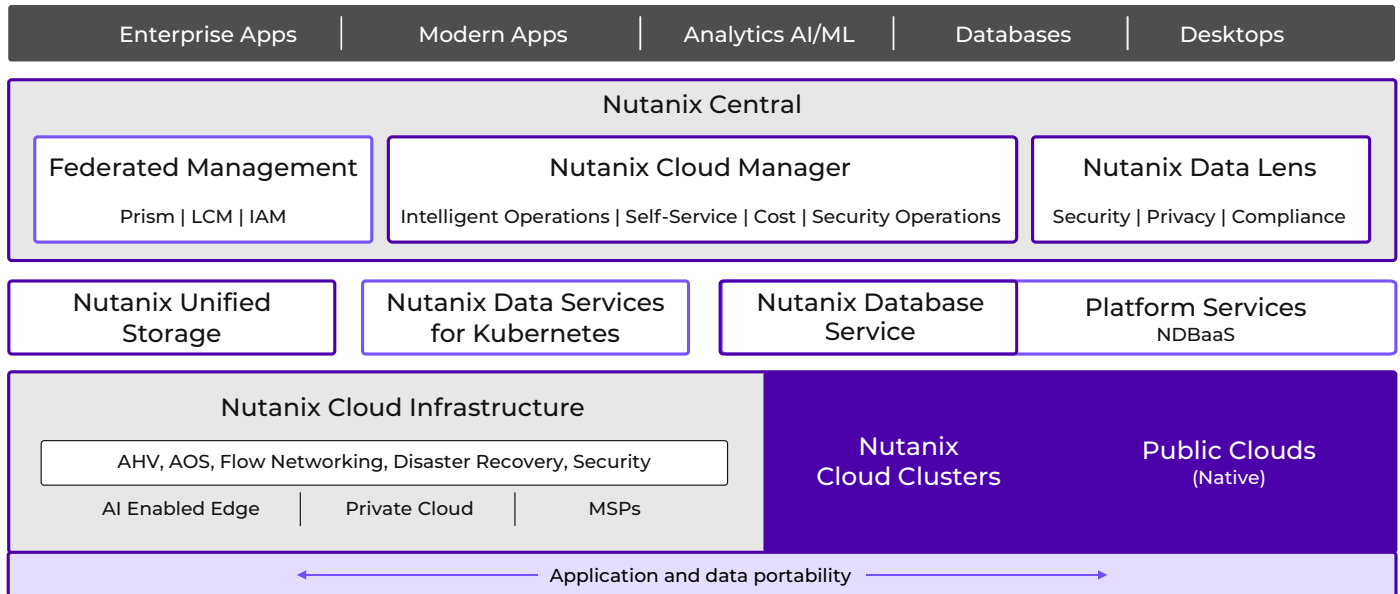 Enterprise Apps | Modern Apps | Analytics AI/ML | Databases | Desktops
Nutanix Central
Federated Management
Prism | LCM | IAM
Nutanix Cloud Manager
Intelligent Operations | Self-Service | Cost | Security Operations
Nutanix Data Lens
Security | Privacy | Compliance
Nutanix Unified
Storage
Nutanix Data Services
for Kubernetes
Nutanix Database
Service
Platform Services
NDBaaS
Nutanix Cloud Infrastructure
AHV, AOS, Flow Networking, Disaster Recovery, Security
AI Enabled Edge | Private Cloud | MSPs
Nutanix
Cloud Clusters
Public Clouds
(Native)
Application and data portability